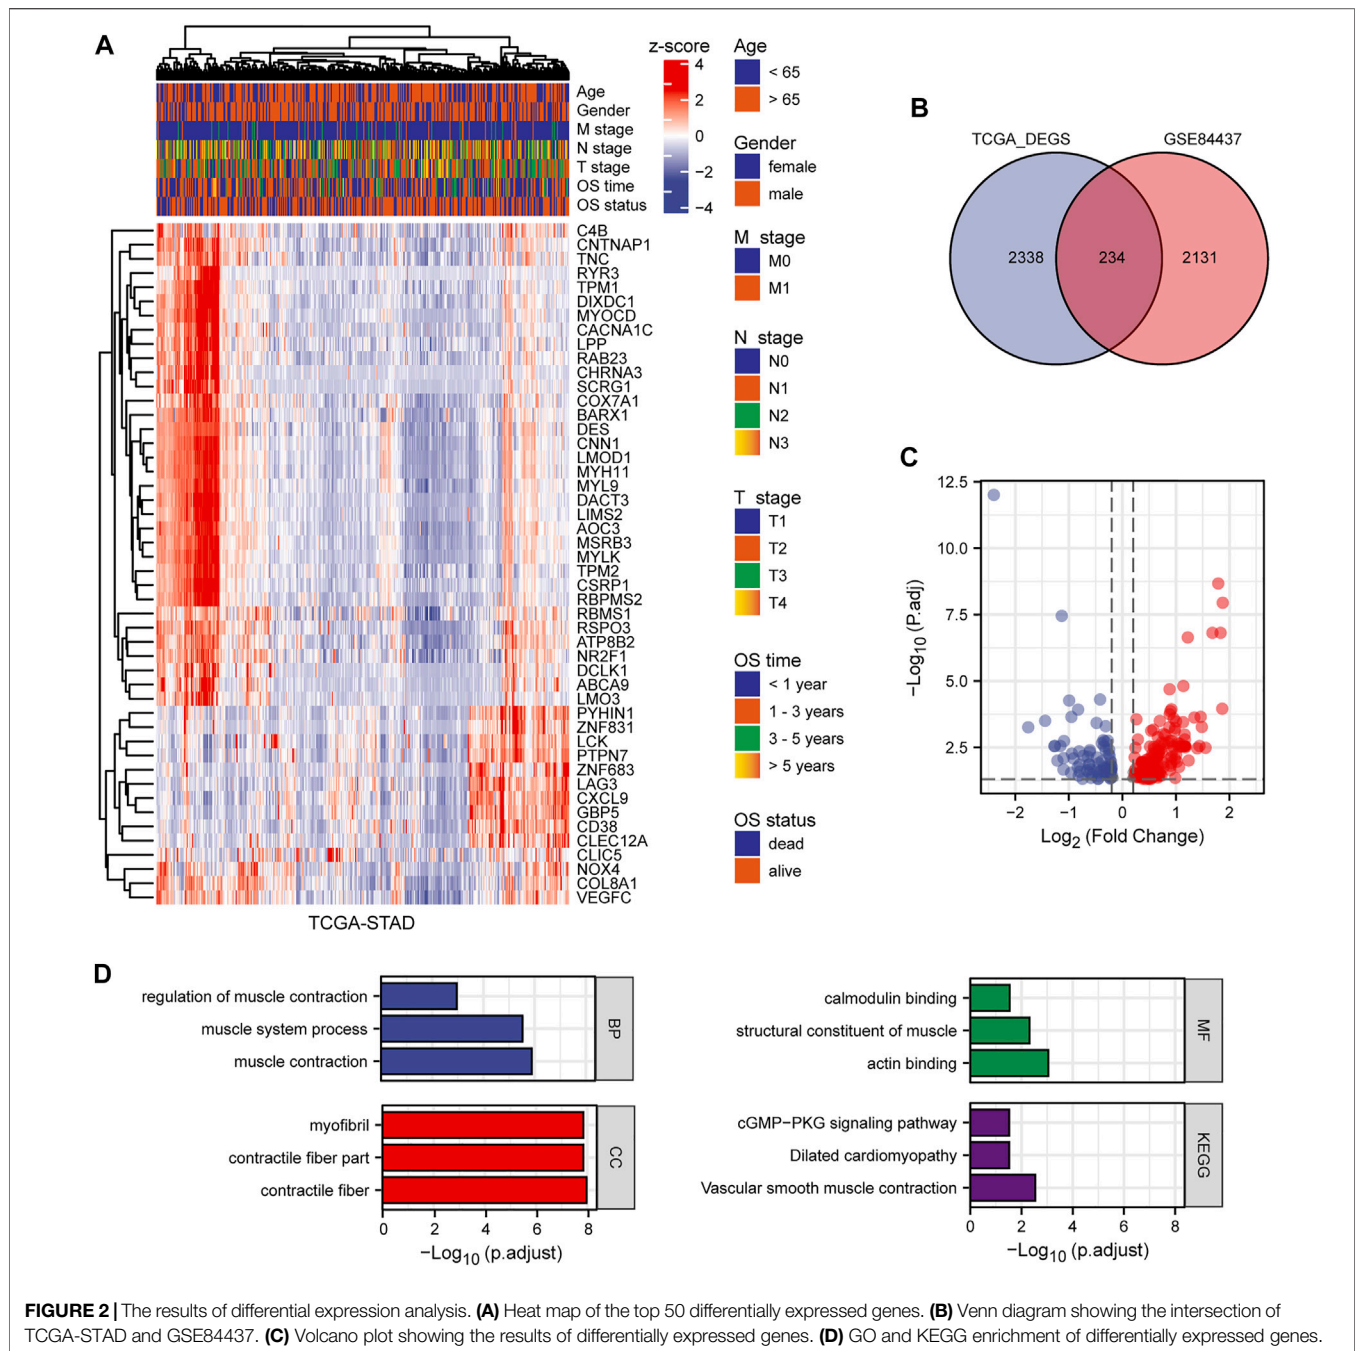 A
z-score
4
2
0
−2
−4
Age
Gender
M stage
N stage
T stage
OS time
OS status
C4B
CNTNAP1
TNC
RYR3
TPM1
DIXDC1
MYOCD
CACNA1C
LPP
RAB23
CHRNA3
SCRG1
COX7A1
BARX1
DES
CNN1
LMOD1
MYH11
MYL9
DACT3
LIMS2
AOC3
MSRB3
MYLK
TPM2
CSRP1
RBPMS2
RBMS1
RSPO3
ATP8B2
NR2F1
DCLK1
ABCA9
LMO3
PYHIN1
ZNF831
LCK
PTPN7
ZNF683
LAG3
CXCL9
GBP5
CD38
CLEC12A
CLIC5
NOX4
COL8A1
VEGFC
TCGA-STAD
Age
< 65
> 65
Gender
female
male
M stage
M0
M1
N stage
N0
N1
N2
N3
T stage
T1
T2
T3
T4
OS time
< 1 year
1 - 3 years
3 - 5 years
> 5 years
OS status
dead
alive
B
TCGA_DEGS
GSE84437
2338
234
2131
C
12.5
10.0
7.5
5.0
2.5
−Log10 (P.adj)
−2
−1
0
1
2
Log2 (Fold Change)
D
regulation of muscle contraction
muscle system process
muscle contraction
BP
myofibril
contractile fiber part
contractile fiber
CC
0
2
4
6
8
−Log10 (p.adjust)
calmodulin binding
structural constituent of muscle
actin binding
MF
cGMP−PKG signaling pathway
Dilated cardiomyopathy
Vascular smooth muscle contraction
KEGG
0
2
4
6
8
−Log10 (p.adjust)
FIGURE 2 | The results of differential expression analysis. (A) Heat map of the top 50 differentially expressed genes. (B) Venn diagram showing the intersection of
TCGA-STAD and GSE84437. (C) Volcano plot showing the results of differentially expressed genes. (D) GO and KEGG enrichment of differentially expressed genes.